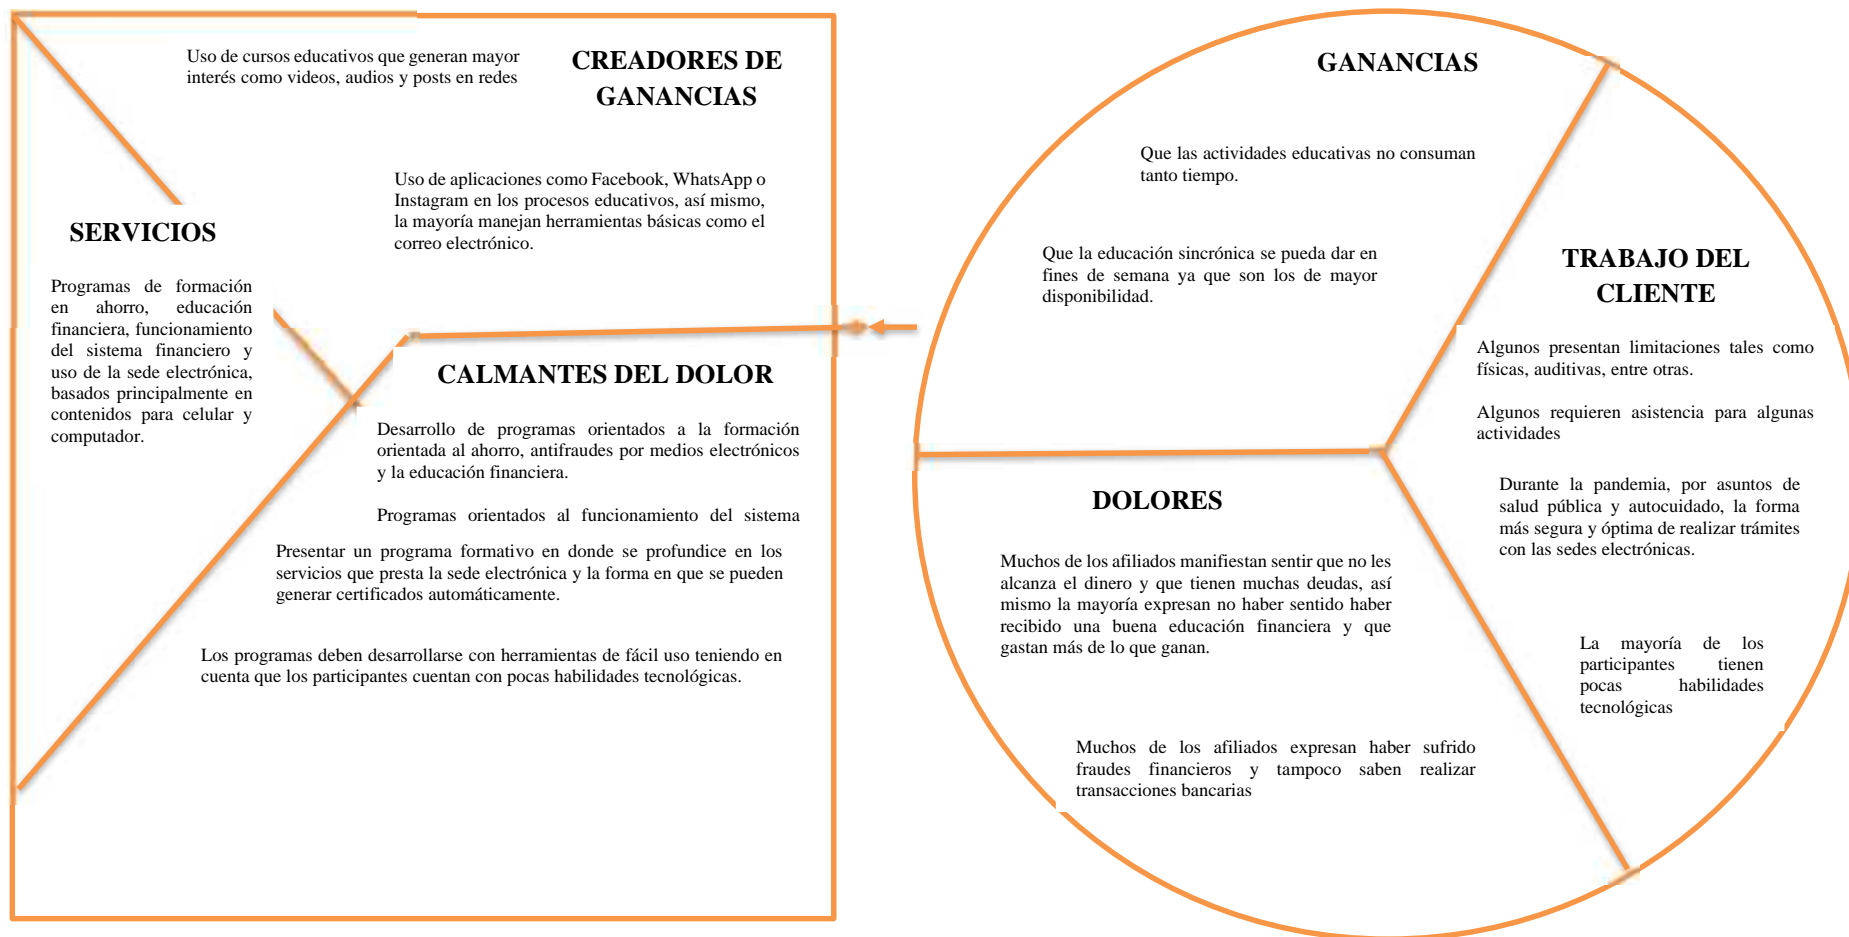 Uso de cursos educativos que generan mayor
interés como videos, audios y posts en redes
CREADORES DE
GANANCIAS
Uso de aplicaciones como Facebook, WhatsApp o
Instagram en los procesos educativos, así mismo,
la mayoría manejan herramientas básicas como el
correo electrónico.
SERVICIOS
Programas de formación
en ahorro, educación
financiera, funcionamiento
del sistema financiero y
uso de la sede electrónica,
basados principalmente en
contenidos para celular y
computador.
CALMANTES DEL DOLOR
Desarrollo de programas orientados a la formación
orientada al ahorro, antifraudes por medios electrónicos
y la educación financiera.
Programas orientados al funcionamiento del sistema
Presentar un programa formativo en donde se profundice en los
servicios que presta la sede electrónica y la forma en que se pueden
generar certificados automáticamente.
Los programas deben desarrollarse con herramientas de fácil uso teniendo en
cuenta que los participantes cuentan con pocas habilidades tecnológicas.
GANANCIAS
Que las actividades educativas no consuman
tanto tiempo.
Que la educación sincrónica se pueda dar en
fines de semana ya que son los de mayor
disponibilidad.
TRABAJO DEL
CLIENTE
Algunos presentan limitaciones tales como
físicas, auditivas, entre otras.
Algunos requieren asistencia para algunas
actividades
Durante la pandemia, por asuntos de
salud pública y autocuidado, la forma
más segura y óptima de realizar trámites
con las sedes electrónicas.
La mayoría de los
participantes tienen
pocas habilidades
tecnológicas
DOLORES
Muchos de los afiliados manifiestan sentir que no les
alcanza el dinero y que tienen muchas deudas, así
mismo la mayoría expresan no haber sentido haber
recibido una buena educación financiera y que
gastan más de lo que ganan.
Muchos de los afiliados expresan haber sufrido
fraudes financieros y tampoco saben realizar
transacciones bancarias